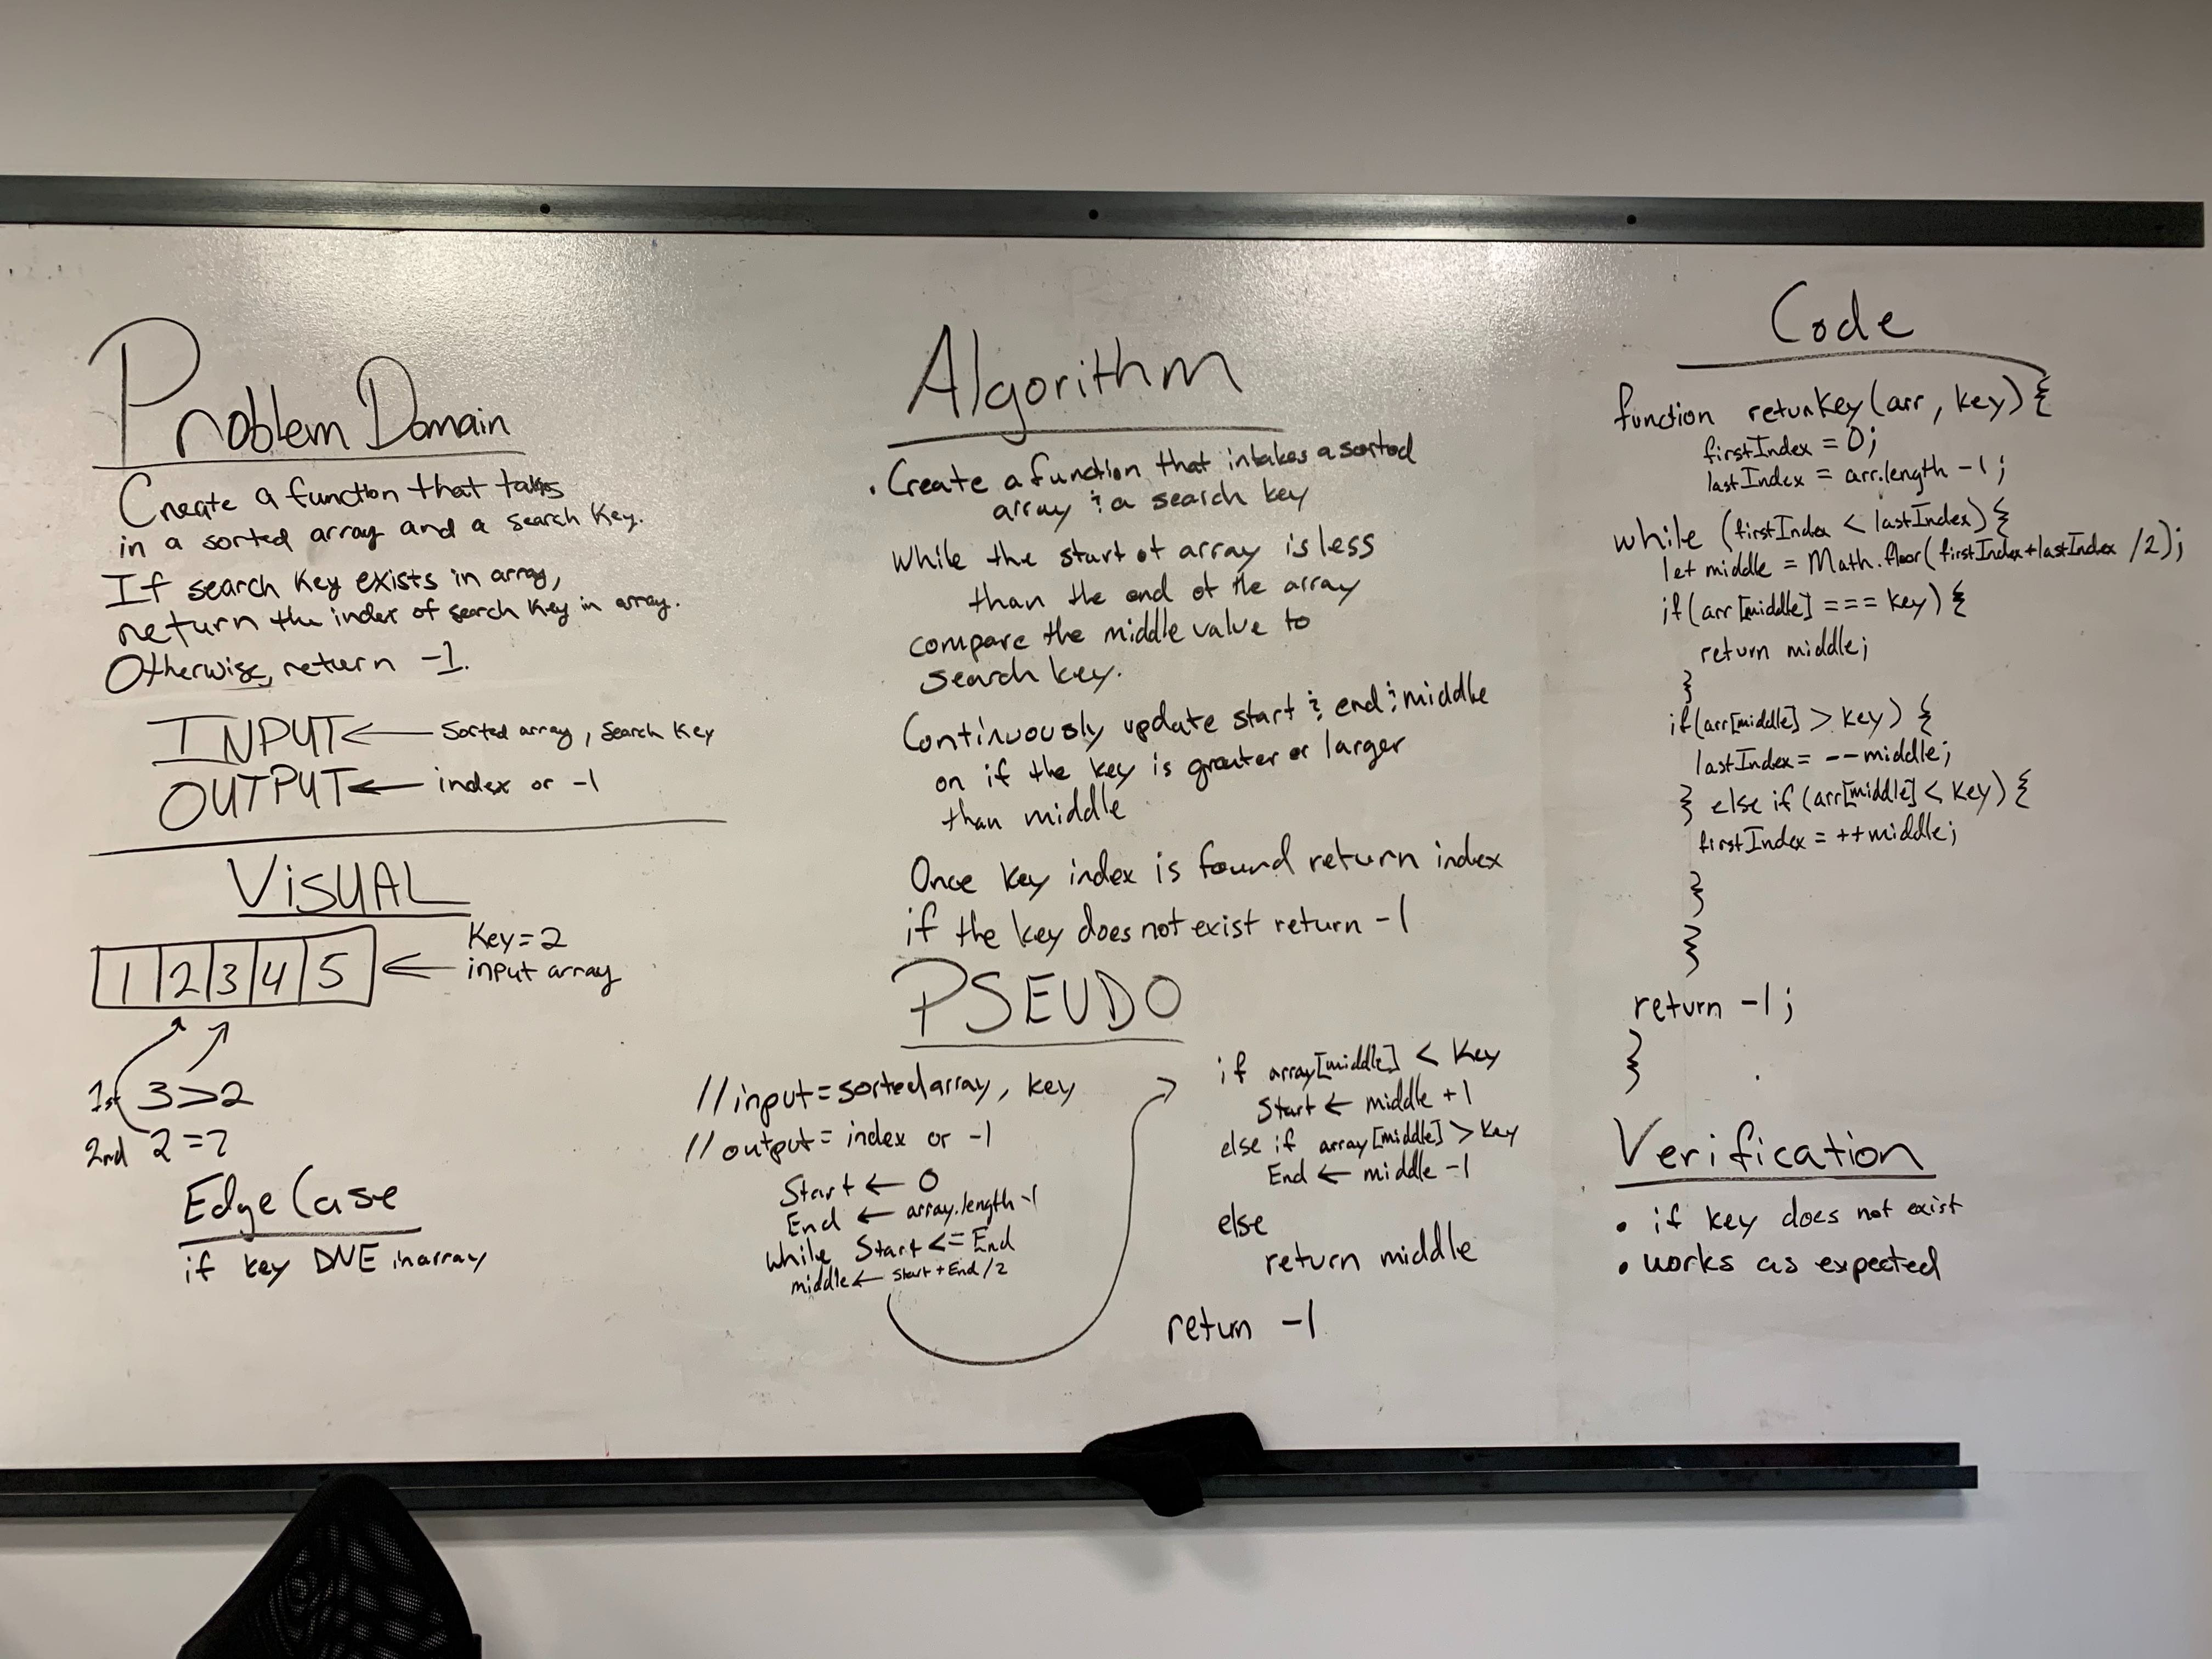 Problem Domain
Create a function that takes
in a sorted array and a search key.
If search key exists in array,
return the index of search key in array.
Otherwise, return -1.
INPUT ← Sorted array, Search Key
OUTPUT ← index or -1
VISUAL
1 2 3 4 5 ← Key=2
input array
1st 3>2
2nd 2=2
Edge Case
if key DNE in array
Algorithm
. Create a function that intakes a sorted
array & a search key
While the start of array is less
than the end of the array
compare the middle value to
search key.
Continuously update start & end & middle
on if the key is greater or larger
than middle
Once key index is found return index
if the key does not exist return -1
PSEUDO
//input = sorted array, key
//output = index or -1
Start ← 0
End ← array.length -1
while Start <= End
middle ← Start + End /2
if array[middle] < Key
Start ← middle +1
else if array[middle] > Key
End ← middle -1
else
return middle
return -1
Code
function retunKey(arr, key) {
firstIndex = 0;
lastIndex = arr.length -1;
while (firstIndex < lastIndex) {
let middle = Math.floor(firstIndex+lastIndex /2);
if(arr[middle] === key) {
return middle;
}
if(arr[middle] > key) {
lastIndex = --middle;
} else if (arr[middle] < key) {
firstIndex = ++middle;
}
}
return -1;
}
Verification
• if key does not exist
• works as expected